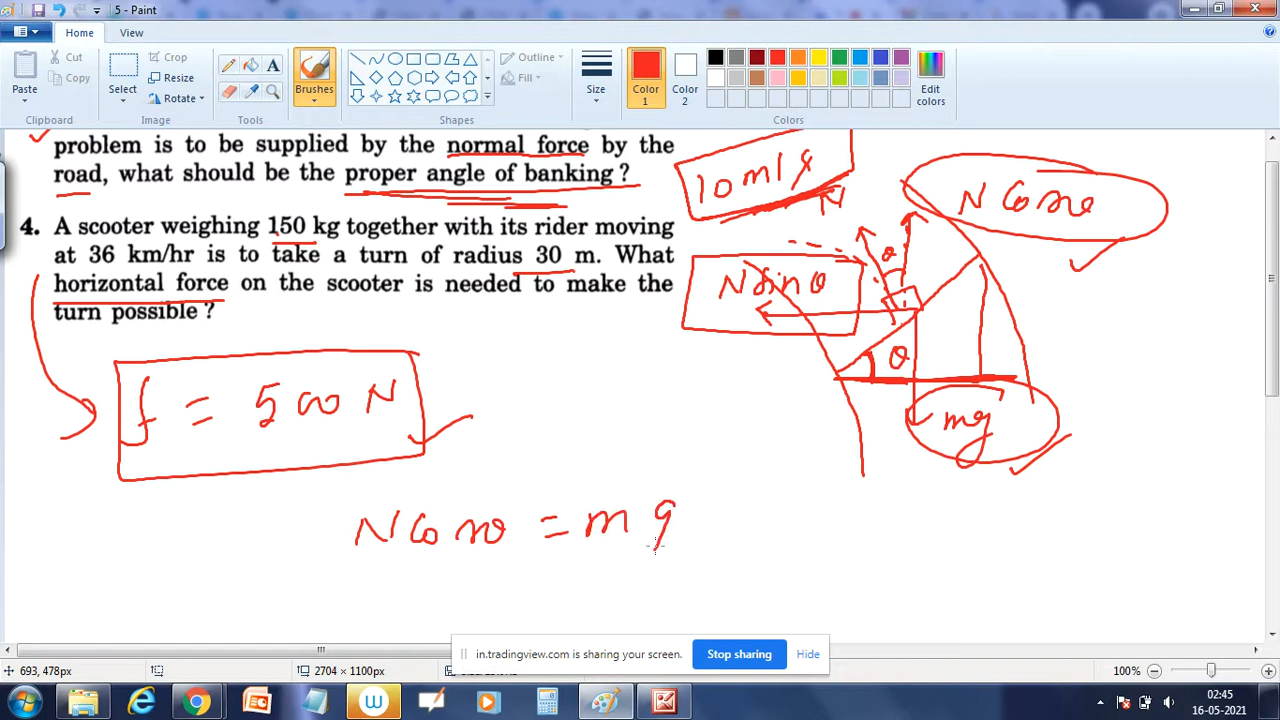 5 - Paint
Home
View
Paste
Cut
Copy
Clipboard
Select
Crop
Resize
Rotate
Image
Tools
Brushes
Shapes
Outline
Fill
Size
Color 1
Color 2
Edit colors
Colors
problem is to be supplied by the normal force by the
road, what should be the proper angle of banking ?
4. A scooter weighing 150 kg together with its rider moving
at 36 km/hr is to take a turn of radius 30 m. What
horizontal force on the scooter is needed to make the
turn possible ?
10 m/s
N
N Cosθ
θ
N Sinθ
θ
mg
f = 500 N
N Cosθ = mg
in.tradingview.com is sharing your screen.
Stop sharing
Hide
693, 478px
2704 × 1100px
100%
02:45
16-05-2021